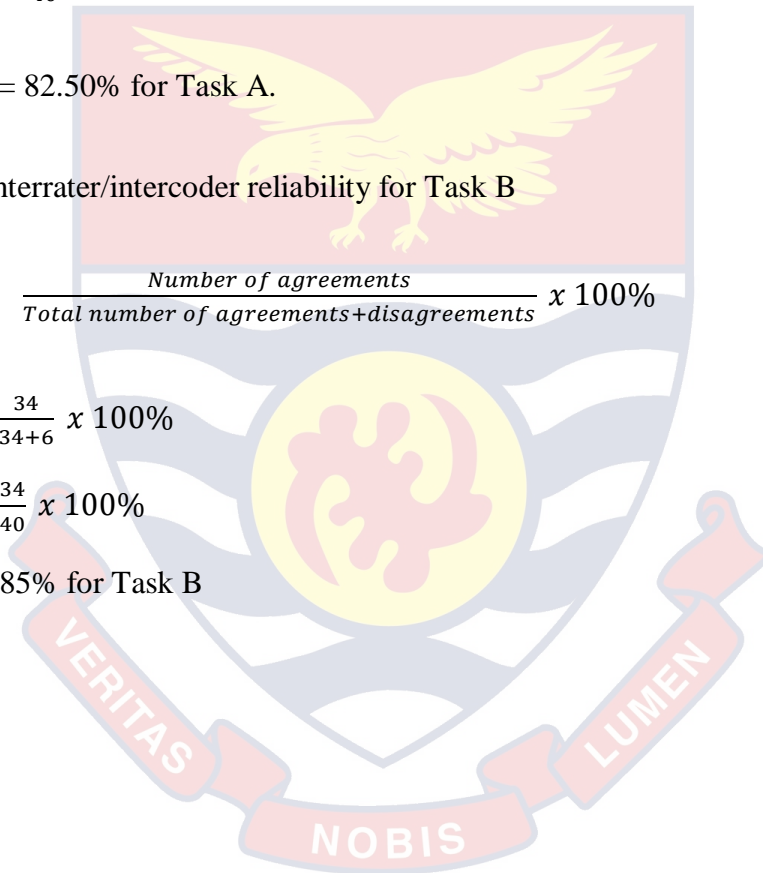 = 82.50% for Task A.
nterrater/intercoder reliability for Task B
Number of agreements
Total number of agreements+disagreements x 100%
34
34+6 x 100%
34
40 x 100%
85% for Task B
VERITAS
NOBIS
LUMEN